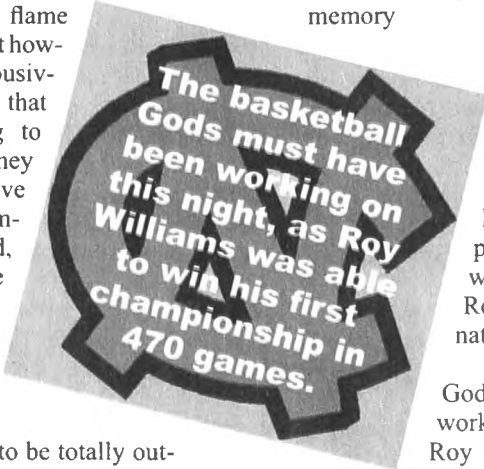 flame
t how-
ousiv-
that
g to
hey
ve
m-
d,
e
to be totally out-
memory
The basketball
Gods must have
been working on
this night, as Roy
Williams was able
to win his first
championship in
470 games.
p
w
Ro
nat
God
work
Roy